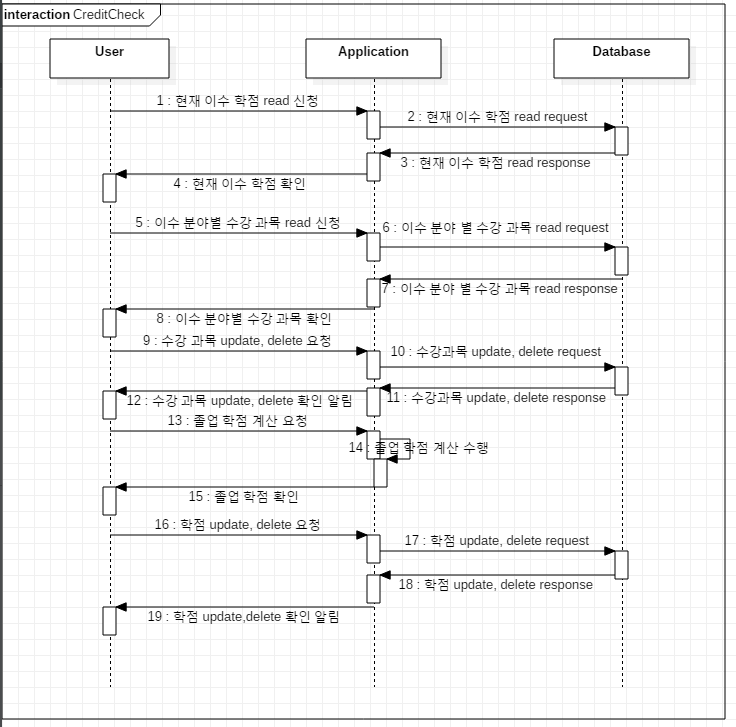 interaction CreditCheck
User
Application
Database
1 : 현재 이수 학점 read 신청
2 : 현재 이수 학점 read request
3 : 현재 이수 학점 read response
4 : 현재 이수 학점 확인
5 : 이수 분야별 수강 과목 read 신청
6 : 이수 분야 별 수강 과목 read request
7 : 이수 분야 별 수강 과목 read response
8 : 이수 분야별 수강 과목 확인
9 : 수강 과목 update, delete 요청
10 : 수강과목 update, delete request
11 : 수강과목 update, delete response
12 : 수강 과목 update, delete 확인 알림
13 : 졸업 학점 계산 요청
14 : 졸업 학점 계산 수행
15 : 졸업 학점 확인
16 : 학점 update, delete 요청
17 : 학점 update, delete request
18 : 학점 update, delete response
19 : 학점 update,delete 확인 알림